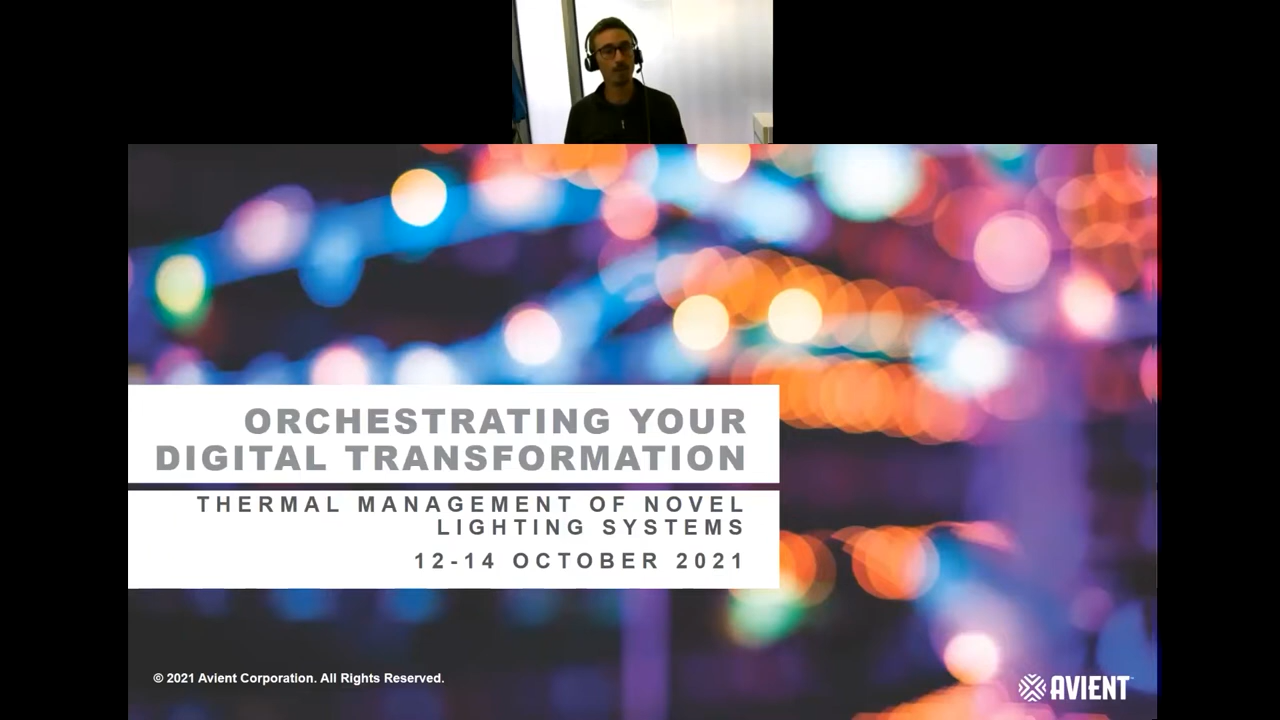 ORCHESTRATING YOUR
DIGITAL TRANSFORMATION
THERMAL MANAGEMENT OF NOVEL
LIGHTING SYSTEMS
12-14 OCTOBER 2021
© 2021 Avient Corporation. All Rights Reserved.
AVIENT